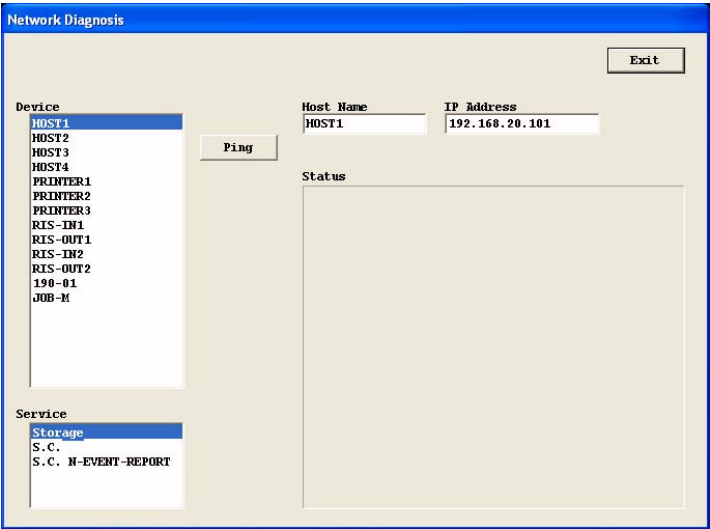 Network Diagnosis
Exit
Device
HOST1
HOST2
HOST3
HOST4
PRINTER1
PRINTER2
PRINTER3
RIS-IN1
RIS-OUT1
RIS-IN2
RIS-OUT2
190-01
JOB-M
Ping
Host Name
HOST1
IP Address
192.168.20.101
Status
Service
Storage
S.C.
S.C. N-EVENT-REPORT